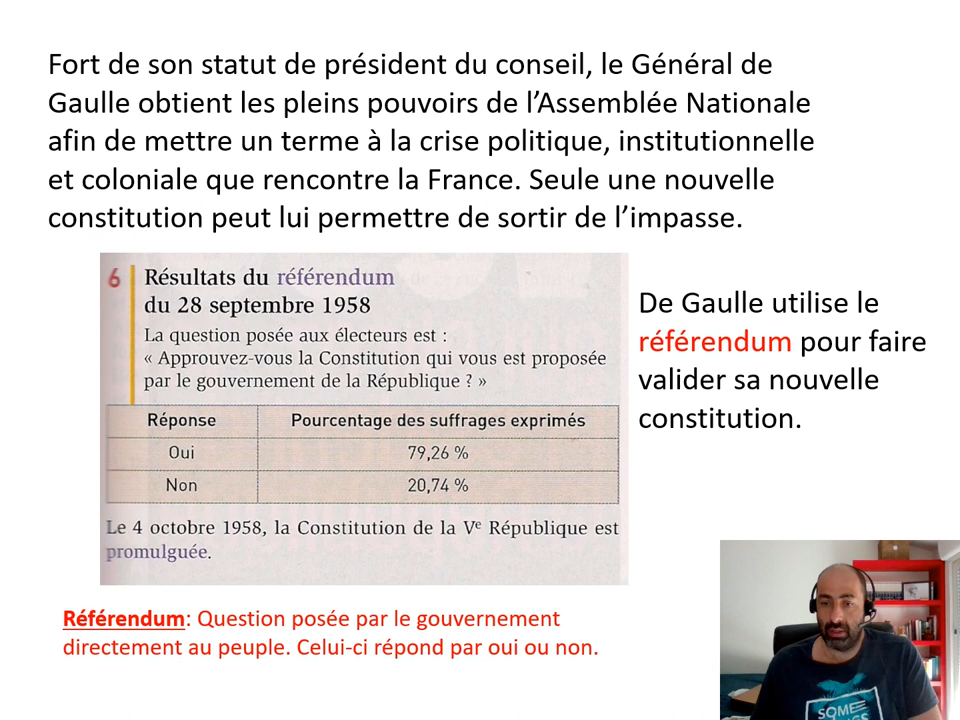 Fort de son statut de président du conseil, le Général de
Gaulle obtient les pleins pouvoirs de l’Assemblée Nationale
afin de mettre un terme à la crise politique, institutionnelle
et coloniale que rencontre la France. Seule une nouvelle
constitution peut lui permettre de sortir de l’impasse.
6 Résultats du référendum
du 28 septembre 1958
La question posée aux électeurs est :
« Approuvez-vous la Constitution qui vous est proposée
par le gouvernement de la République ? »
Réponse Pourcentage des suffrages exprimés
Oui 79,26 %
Non 20,74 %
Le 4 octobre 1958, la Constitution de la Vᵉ République est
promulguée.
De Gaulle utilise le
référendum pour faire
valider sa nouvelle
constitution.
Référendum: Question posée par le gouvernement
directement au peuple. Celui-ci répond par oui ou non.
SOME